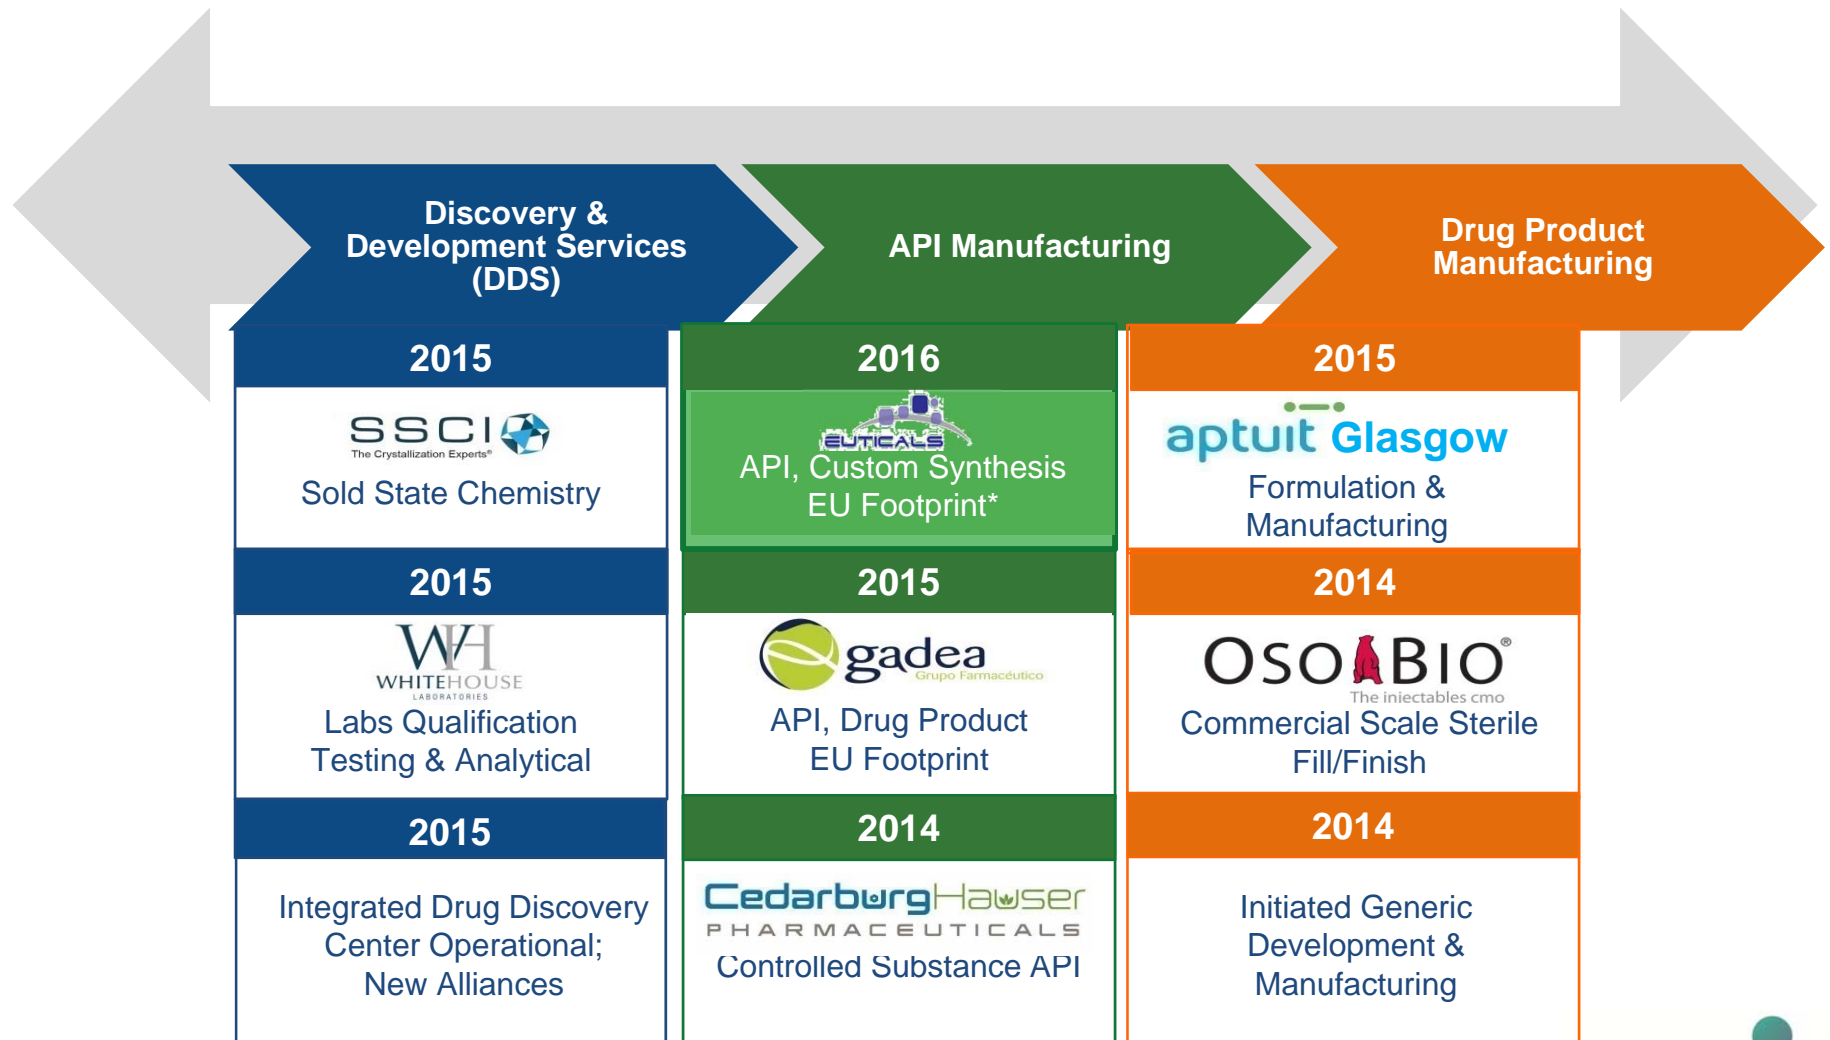 Discovery &
Development Services
(DDS)
API Manufacturing
Drug Product
Manufacturing
2015
SSCI
The Crystallization Experts®
Sold State Chemistry
2015
WH
WHITEHOUSE
LABORATORIES
Labs Qualification
Testing & Analytical
2015
Integrated Drug Discovery
Center Operational;
New Alliances
2016
EUTICALS
API, Custom Synthesis
EU Footprint*
2015
gadea
Grupo Farmacéutico
API, Drug Product
EU Footprint
2014
CedarburgHauser
PHARMACEUTICALS
Controlled Substance API
2015
aptuit Glasgow
Formulation &
Manufacturing
2014
OSO BIO®
The injectables cmo
Commercial Scale Sterile
Fill/Finish
2014
Initiated Generic
Development &
Manufacturing